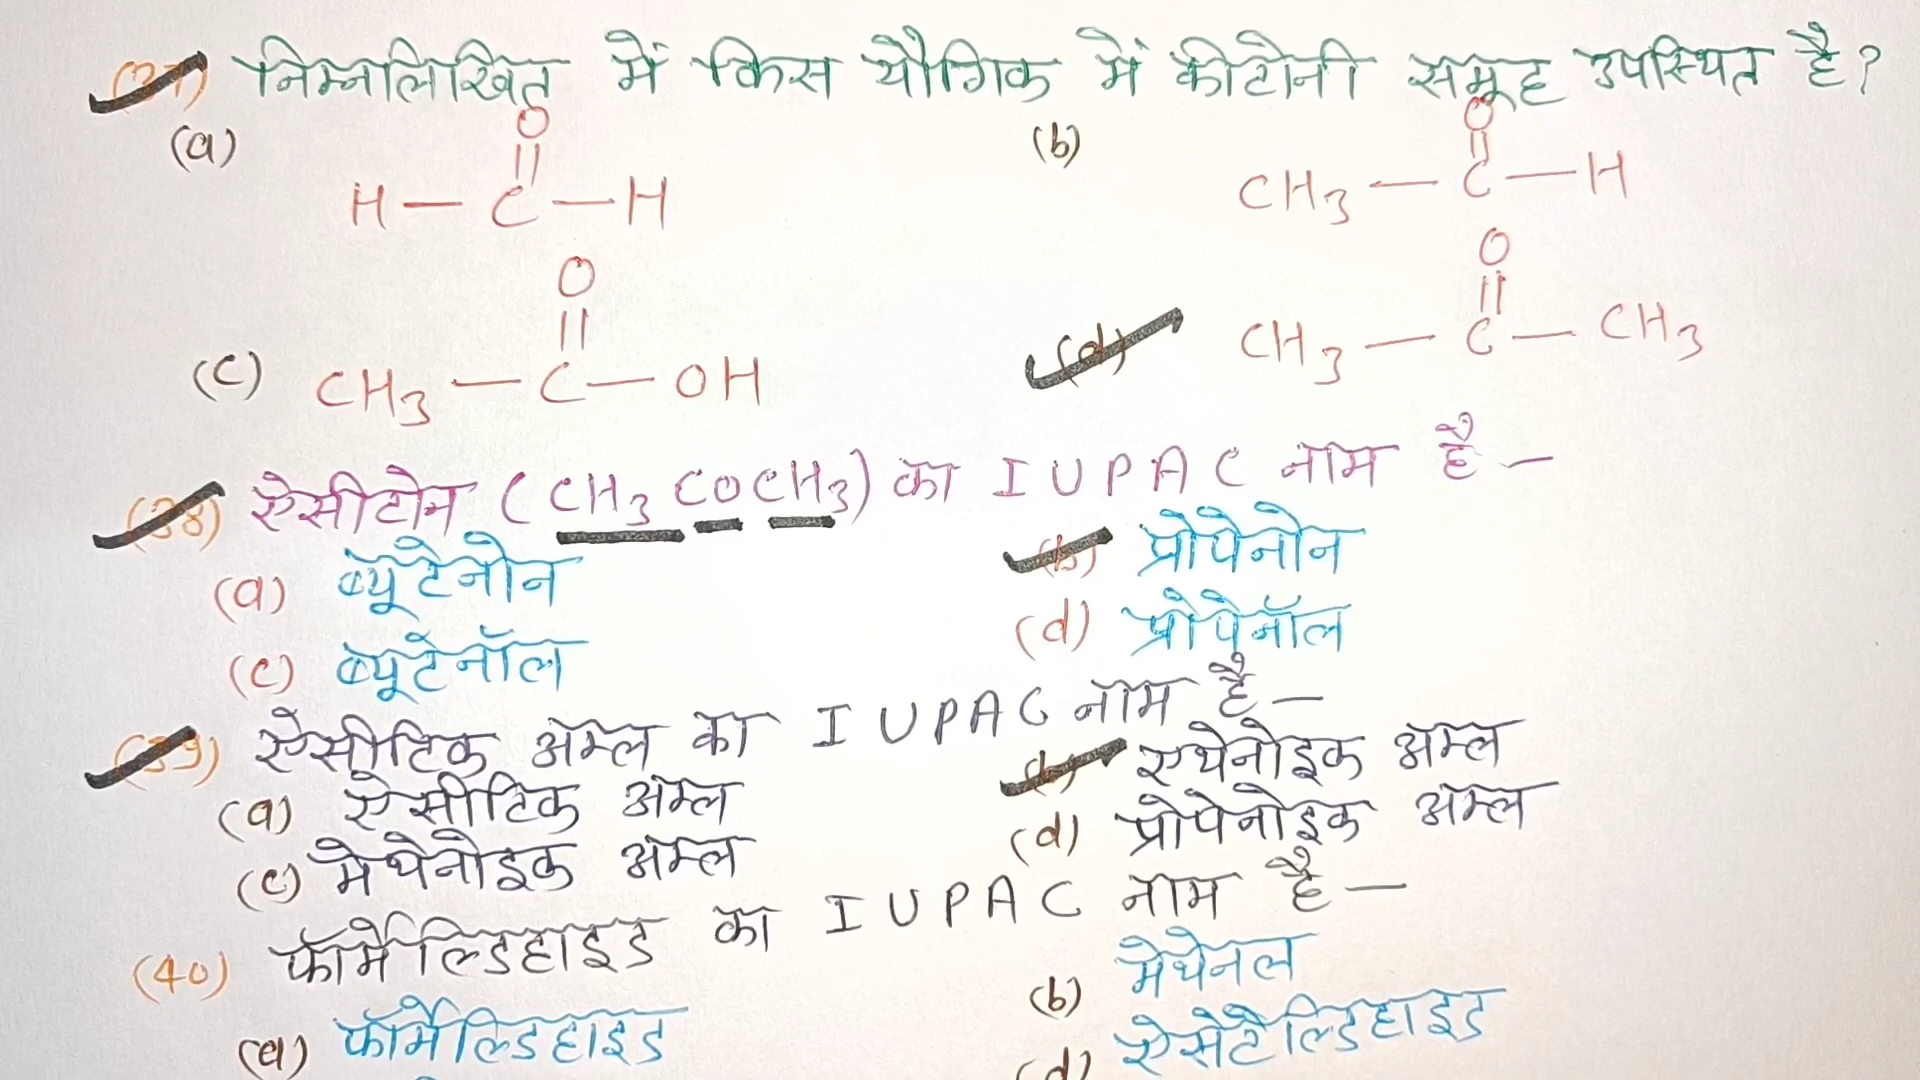 (37) निम्नलिखित में किस यौगिक में कीटोनी समूह उपस्थित है?
(a) H — C — H
O
(b) CH3 — C — H
O
(c) CH3 — C — OH
O
(d) CH3 — C — CH3
O
(38) ऐसीटोन (CH3COCH3) का IUPAC नाम है —
(a) ब्यूटेनोन (b) प्रोपेनोन
(c) ब्यूटेनॉल (d) प्रोपेनॉल
(39) ऐसीटिक अम्ल का IUPAC नाम है —
(a) ऐसीटिक अम्ल (b) एथेनोइक अम्ल
(c) मेथेनोइक अम्ल (d) प्रोपेनोइक अम्ल
(40) फॉर्मेल्डिहाइड का IUPAC नाम है —
(a) फॉर्मेल्डिहाइड (b) मेथेनल
(d) ऐसेटेल्डिहाइड